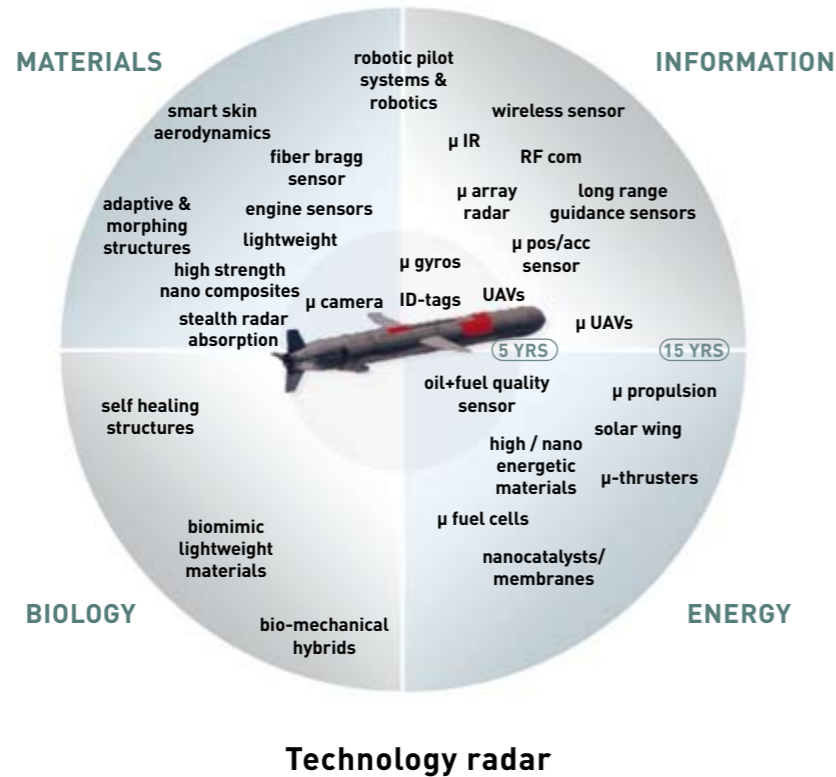 MATERIALS
INFORMATION
robotic pilot
systems &
robotics
smart skin
aerodynamics
fiber bragg
sensor
adaptive &
morphing
structures
engine sensors
lightweight
high strength
nano composites
µ camera
stealth radar
absorption
wireless sensor
µ IR
RF com
µ array
radar
long range
guidance sensors
µ pos/acc
sensor
µ gyros
ID-tags
UAVs
µ UAVs
5 YRS
15 YRS
self healing
structures
biomimic
lightweight
materials
bio-mechanical
hybrids
oil+fuel quality
sensor
µ propulsion
solar wing
high / nano
energetic
materials
µ-thrusters
µ fuel cells
nanocatalysts/
membranes
BIOLOGY
ENERGY
Technology radar